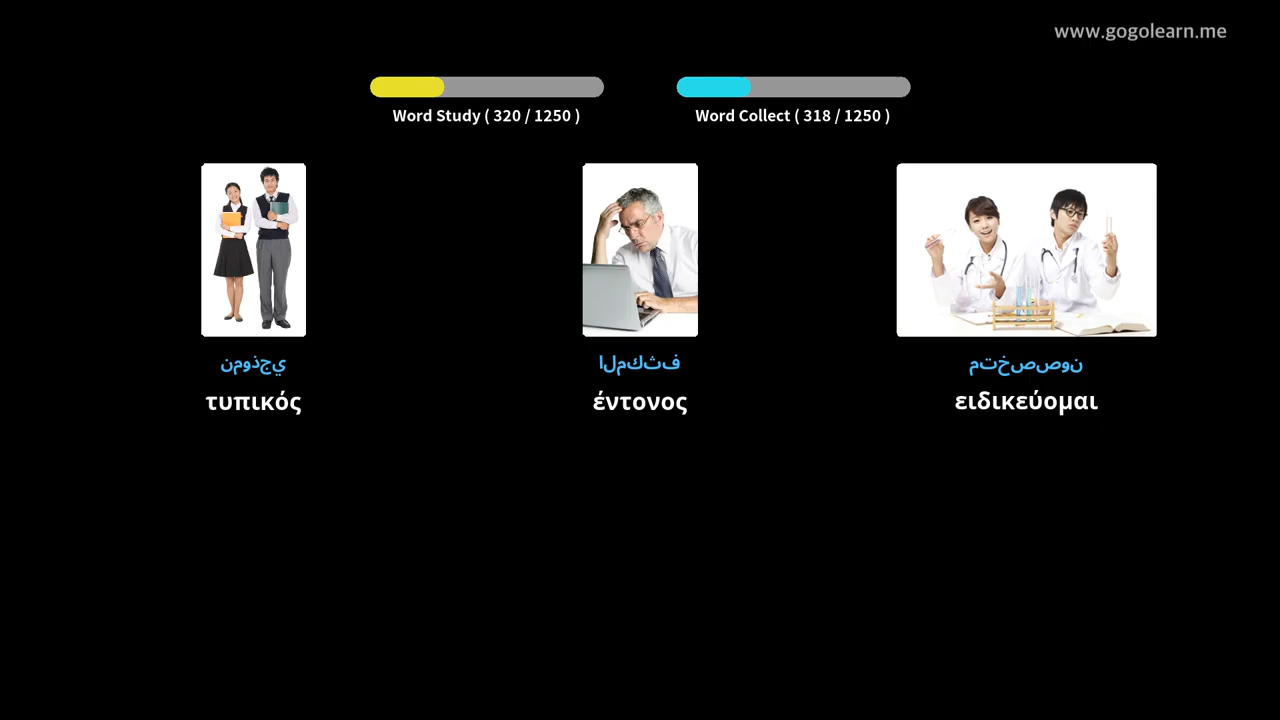 www.gogolearn.me
Word Study ( 320 / 1250 )
Word Collect ( 318 / 1250 )
نموذجي
المكثف
متخصصون
τυπικός
έντονος
ειδικεύομαι